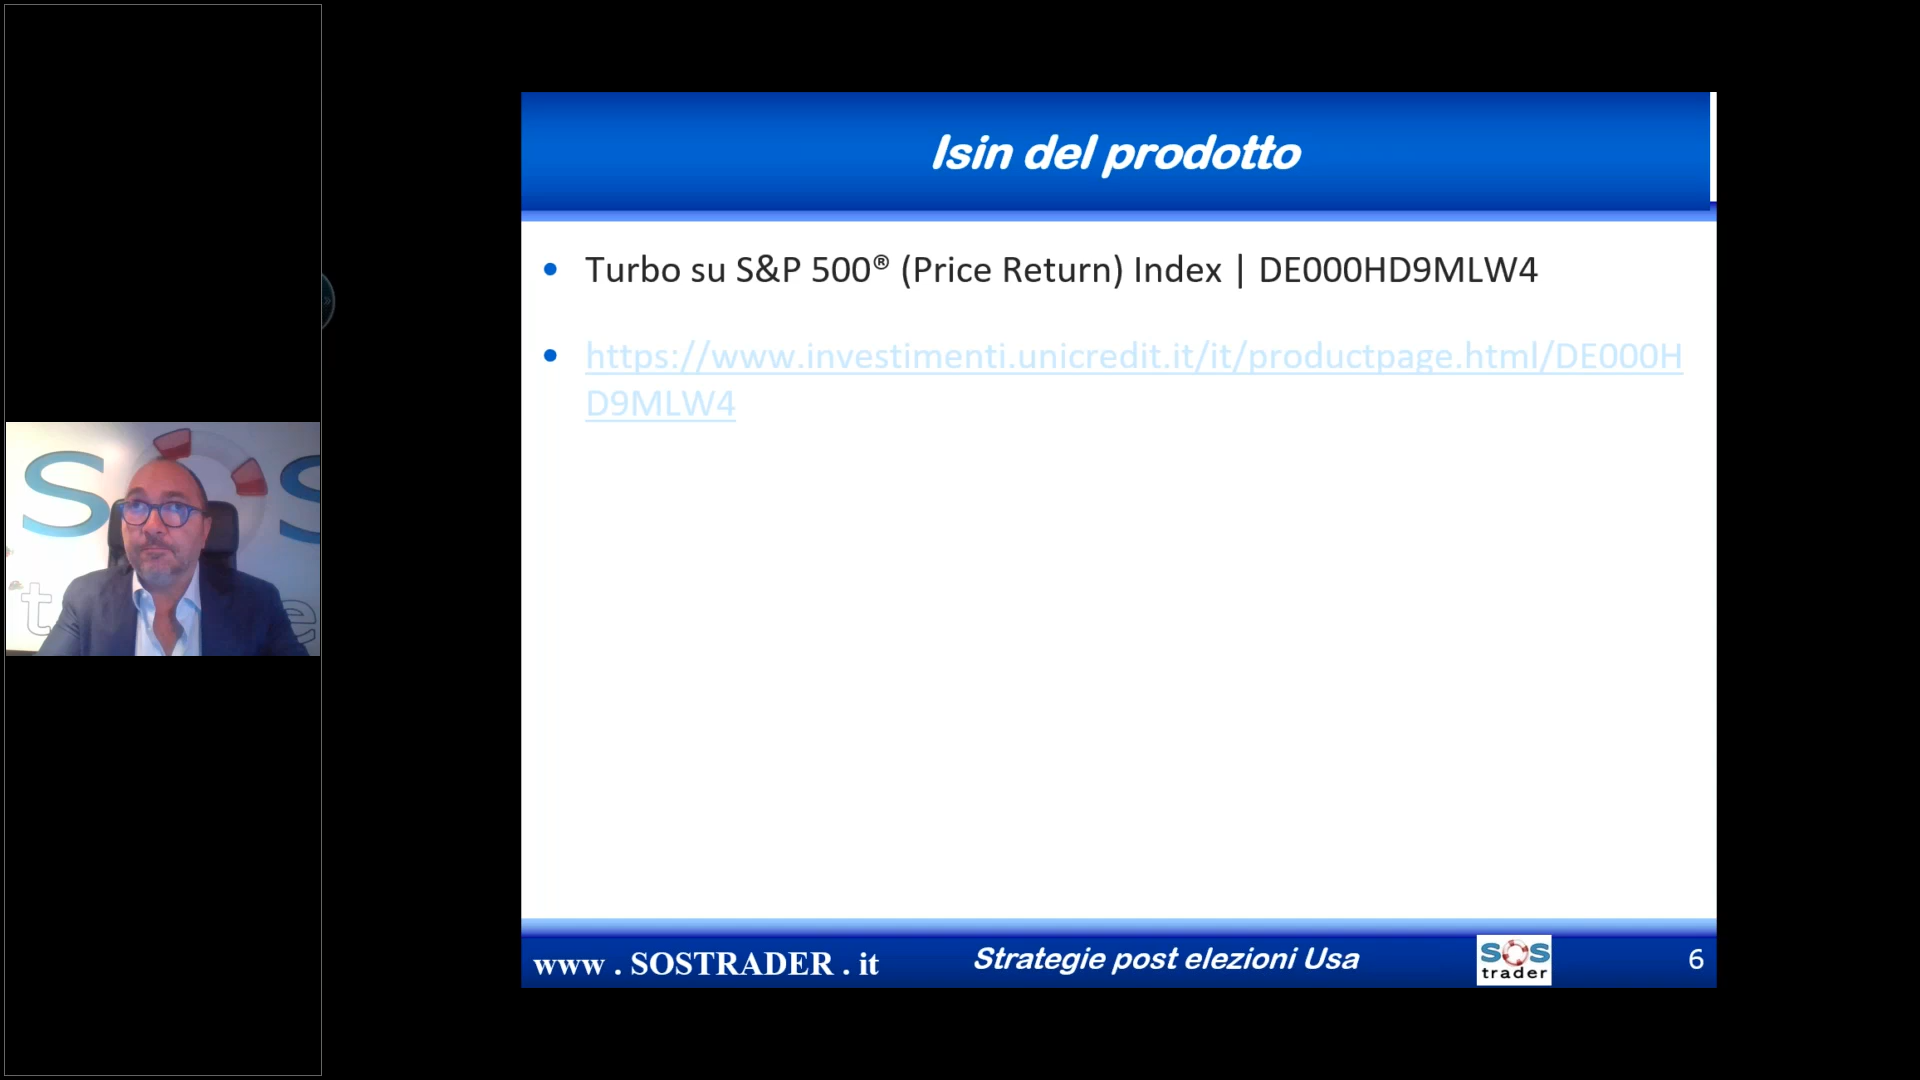 Isin del prodotto
Turbo su S&P 500® (Price Return) Index | DE000HD9MLW4
https://www.investimenti.unicredit.it/it/productpage.html/DE000H
D9MLW4
SOS
t e
www . SOSTRADER . it
Strategie post elezioni Usa
SOS
trader
6